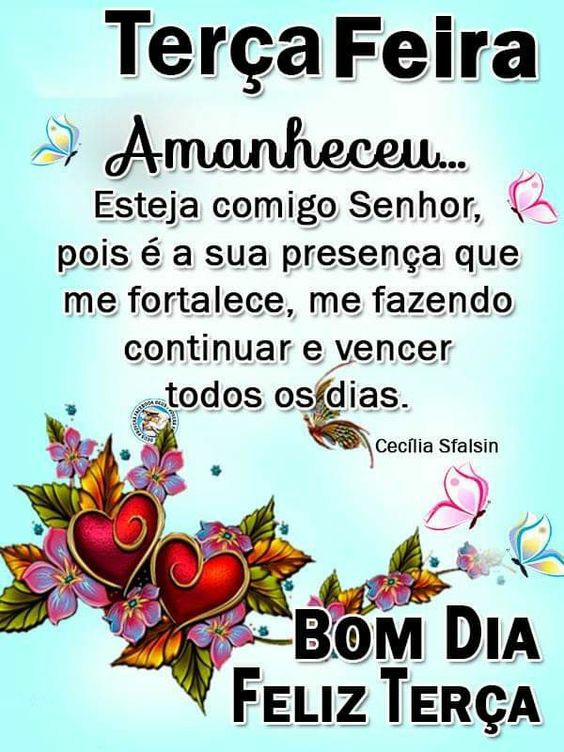 Terça Feira
Amanheceu...
Esteja comigo Senhor,
pois é a sua presença que
me fortalece, me fazendo
continuar e vencer
todos os dias.
Cecília Sfalsin
BOM DIA
FELIZ TERÇA